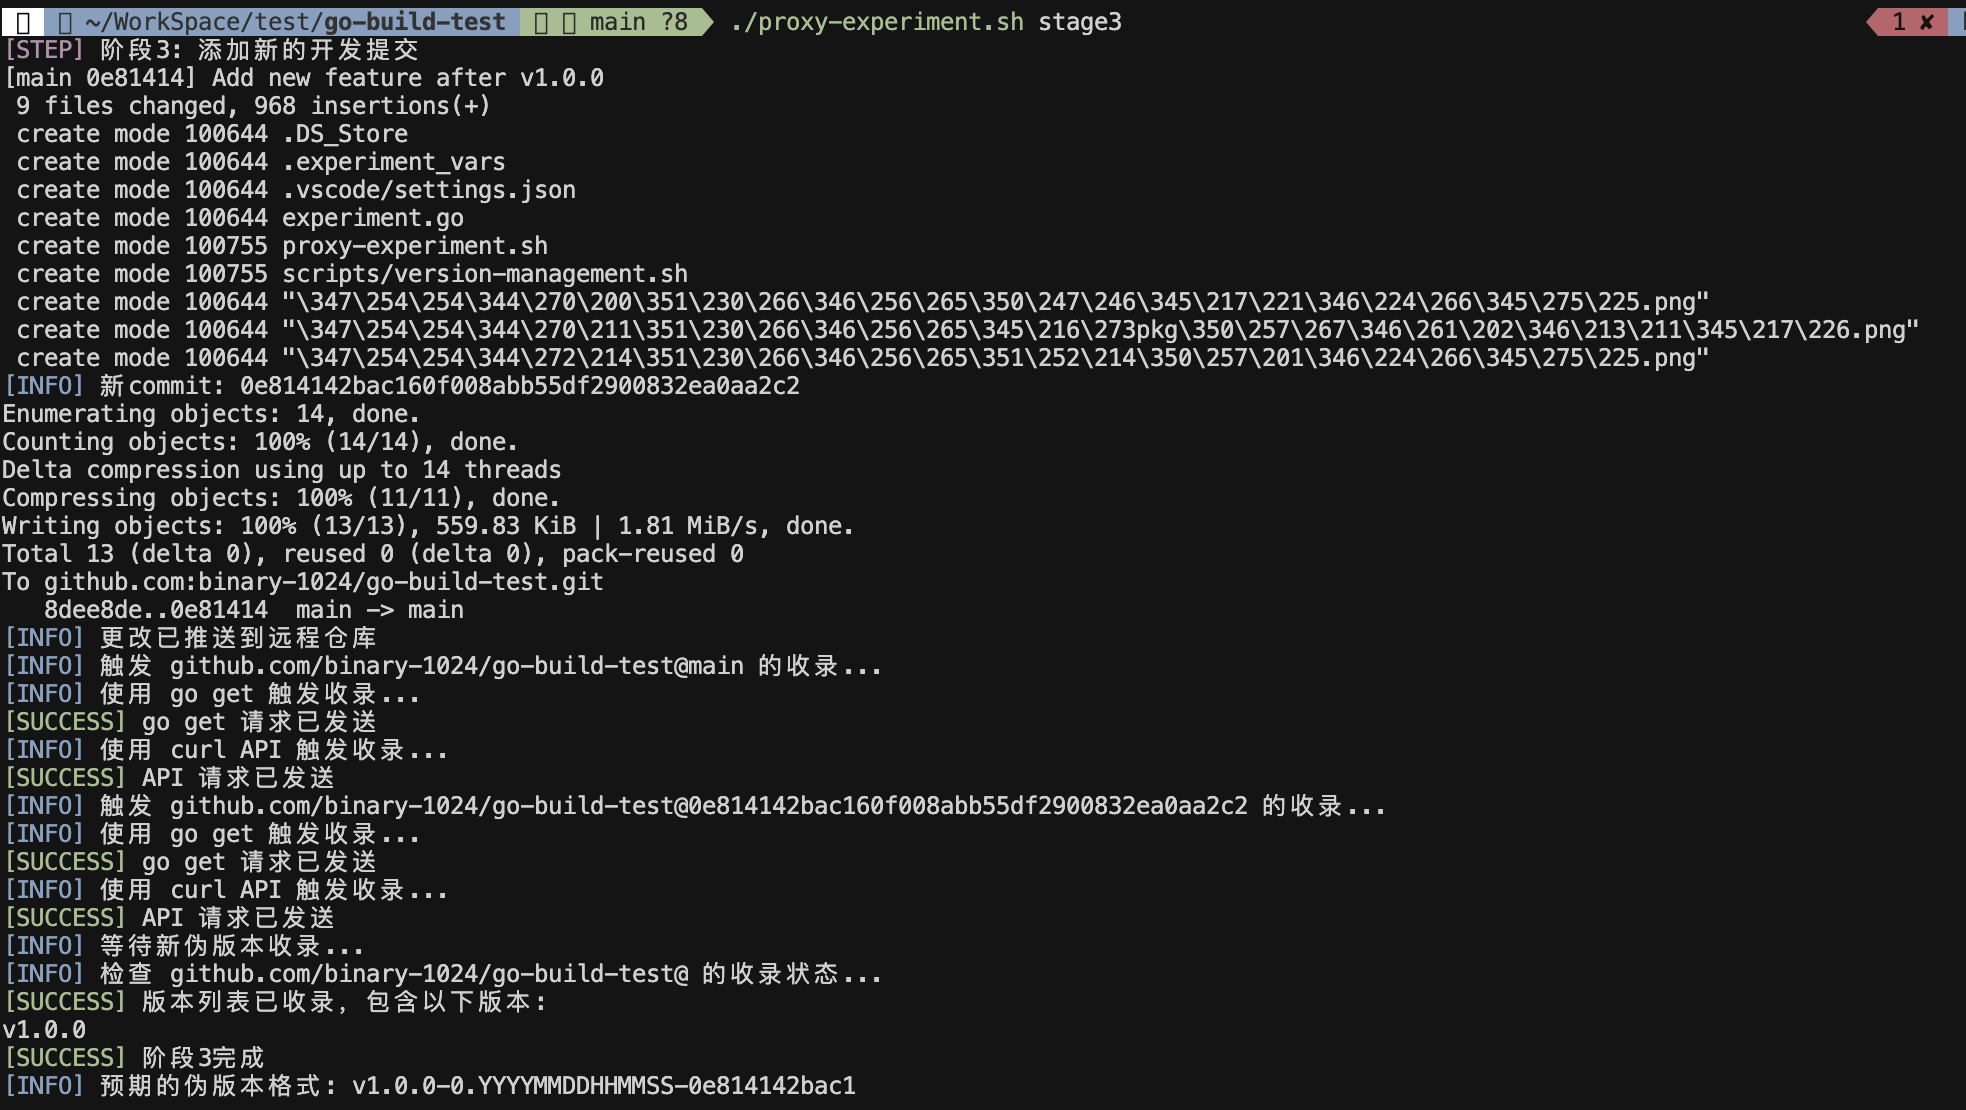 ~/WorkSpace/test/go-build-test main ?8 ./proxy-experiment.sh stage3 1 ✘
[STEP] 阶段3: 添加新的开发提交
[main 0e81414] Add new feature after v1.0.0
 9 files changed, 968 insertions(+)
 create mode 100644 .DS_Store
 create mode 100644 .experiment_vars
 create mode 100644 .vscode/settings.json
 create mode 100644 experiment.go
 create mode 100755 proxy-experiment.sh
 create mode 100755 scripts/version-management.sh
 create mode 100644 "\347\254\254\344\270\200\351\230\266\346\256\265\350\247\246\345\217\221\346\224\266\345\275\225.png"
 create mode 100644 "\347\254\254\344\270\211\351\230\266\346\256\265\345\216\273pkg\350\257\267\346\261\202\346\213\211\345\217\226.png"
 create mode 100644 "\347\254\254\344\272\214\351\230\266\346\256\265\351\252\214\350\257\201\346\224\266\345\275\225.png"
[INFO] 新commit: 0e814142bac160f008abb55df2900832ea0aa2c2
Enumerating objects: 14, done.
Counting objects: 100% (14/14), done.
Delta compression using up to 14 threads
Compressing objects: 100% (11/11), done.
Writing objects: 100% (13/13), 559.83 KiB | 1.81 MiB/s, done.
Total 13 (delta 0), reused 0 (delta 0), pack-reused 0
To github.com:binary-1024/go-build-test.git
   8dee8de..0e81414  main -> main
[INFO] 更改已推送到远程仓库
[INFO] 触发 github.com/binary-1024/go-build-test@main 的收录...
[INFO] 使用 go get 触发收录...
[SUCCESS] go get 请求已发送
[INFO] 使用 curl API 触发收录...
[SUCCESS] API 请求已发送
[INFO] 触发 github.com/binary-1024/go-build-test@0e814142bac160f008abb55df2900832ea0aa2c2 的收录...
[INFO] 使用 go get 触发收录...
[SUCCESS] go get 请求已发送
[INFO] 使用 curl API 触发收录...
[SUCCESS] API 请求已发送
[INFO] 等待新伪版本收录...
[INFO] 检查 github.com/binary-1024/go-build-test@ 的收录状态...
[SUCCESS] 版本列表已收录, 包含以下版本:
v1.0.0
[SUCCESS] 阶段3完成
[INFO] 预期的伪版本格式: v1.0.0-0.YYYYMMDDHHMMSS-0e814142bac1